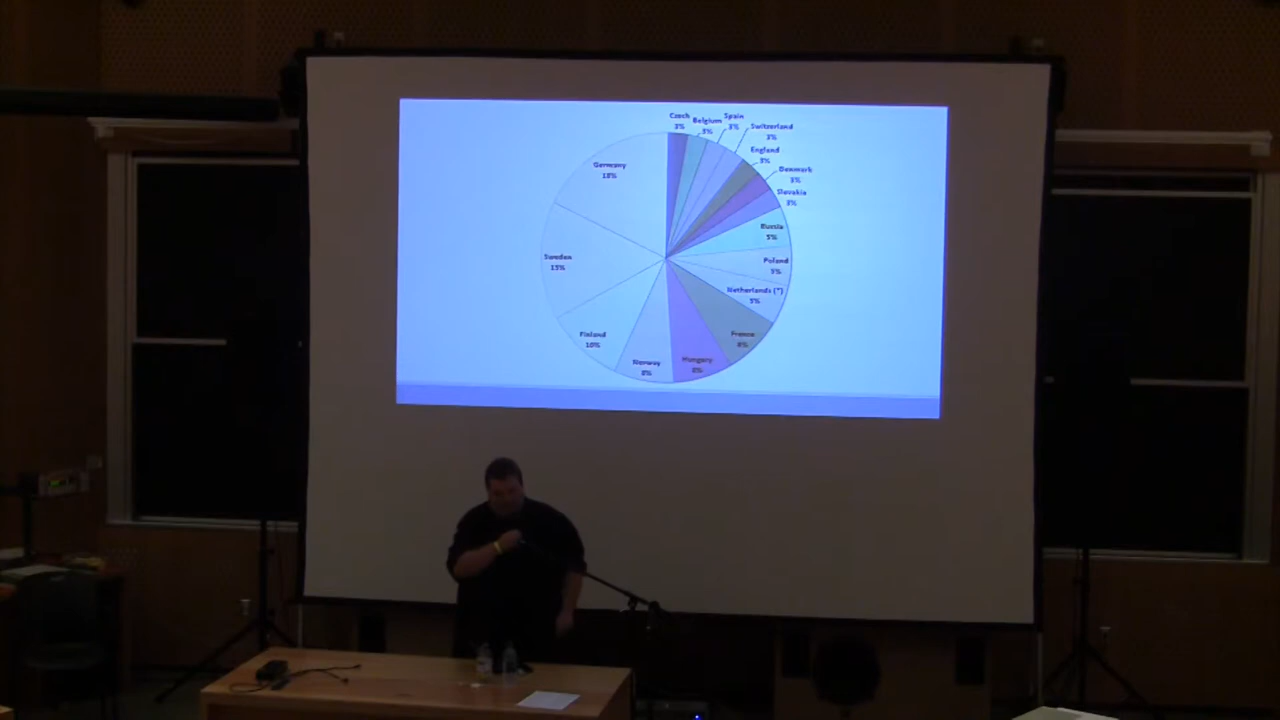 Czech
3%
Belgium
3%
Spain
3%
Switzerland
3%
England
3%
Denmark
3%
Slovakia
3%
Russia
5%
Poland
5%
Netherlands (*)
5%
France
8%
Hungary
8%
Norway
8%
Finland
10%
Sweden
15%
Germany
18%